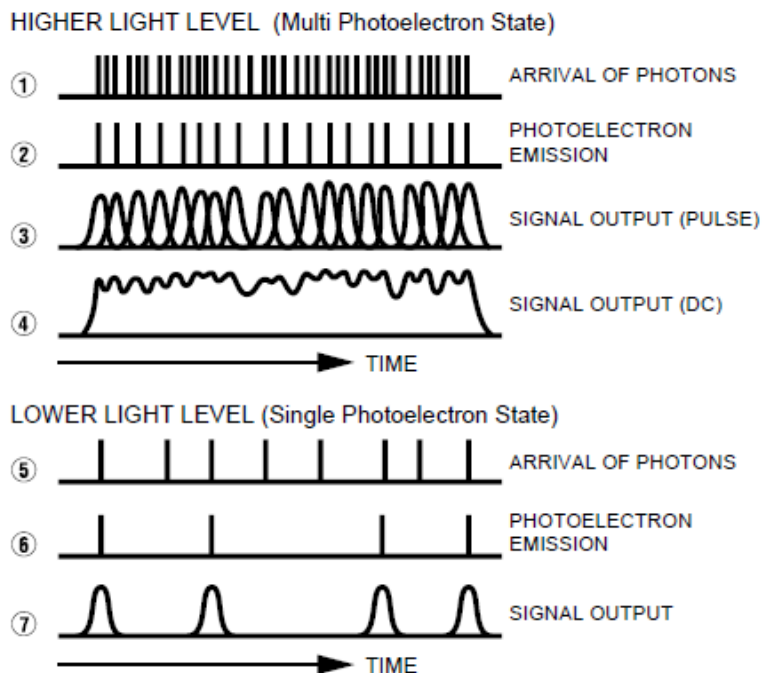 HIGHER LIGHT LEVEL (Multi Photoelectron State)
① ARRIVAL OF PHOTONS
② PHOTOELECTRON
EMISSION
③ SIGNAL OUTPUT (PULSE)
④ SIGNAL OUTPUT (DC)
TIME
LOWER LIGHT LEVEL (Single Photoelectron State)
⑤ ARRIVAL OF PHOTONS
⑥ PHOTOELECTRON
EMISSION
⑦ SIGNAL OUTPUT
TIME